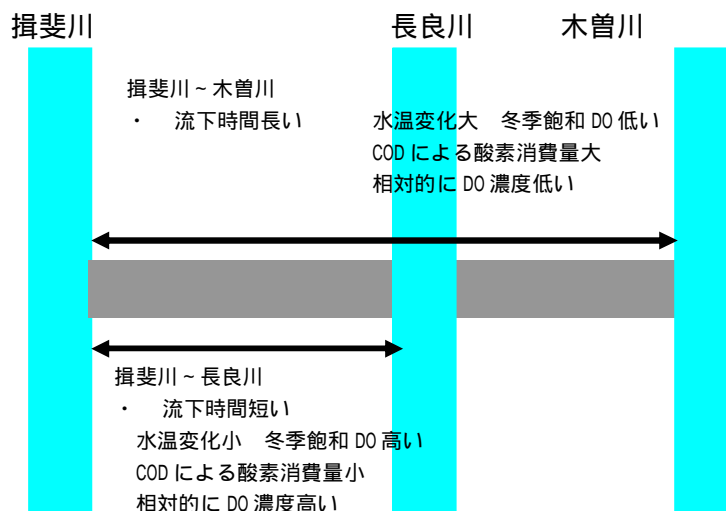 揖斐川
長良川
木曽川
揖斐川~木曽川
・ 流下時間長い
水温変化大 冬季飽和 DO 低い
COD による酸素消費量大
相対的に DO 濃度低い
揖斐川~長良川
・ 流下時間短い
水温変化小 冬季飽和 DO 高い
COD による酸素消費量小
相対的に DO 濃度高い